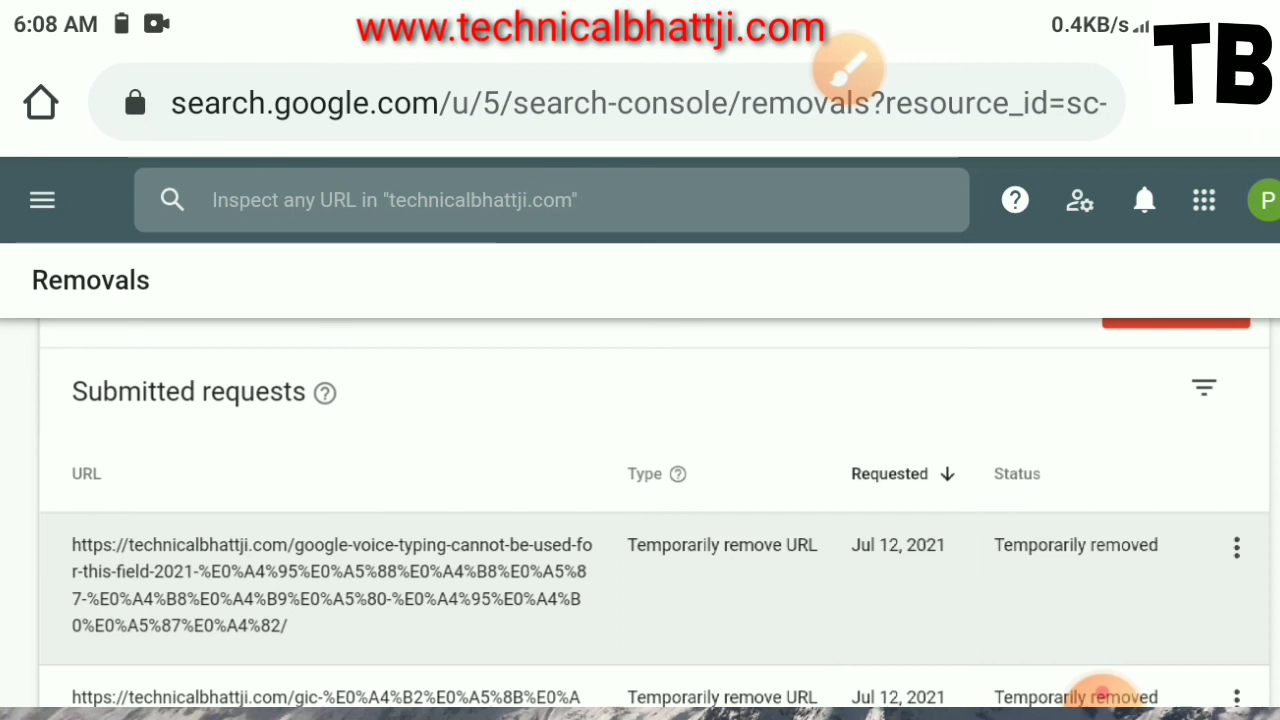 6:08 AM
www.technicalbhattji.com
0.4KB/s
TB
search.google.com/u/5/search-console/removals?resource_id=sc-
Inspect any URL in "technicalbhattji.com"
P
Removals
Submitted requests
URL
Type
Requested
Status
https://technicalbhattji.com/google-voice-typing-cannot-be-used-fo
r-this-field-2021-%E0%A4%95%E0%A5%88%E0%A4%B8%E0%A5%8
7-%E0%A4%B8%E0%A4%B9%E0%A5%80-%E0%A4%95%E0%A4%B
0%E0%A5%87%E0%A4%82/
Temporarily remove URL
Jul 12, 2021
Temporarily removed
https://technicalbhattji.com/gic-%E0%A4%B2%E0%A5%8B%E0%A
Temporarily remove URL
Jul 12, 2021
Temporarily removed